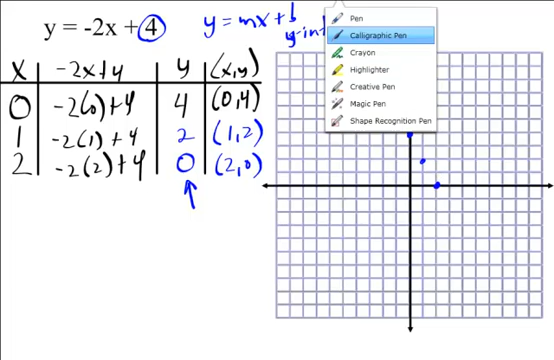 y = -2x + 4
y = mx + b
y-int
x -2x+4 y (x,y)
0 -2(0)+4 4 (0,4)
1 -2(1)+4 2 (1,2)
2 -2(2)+4 0 (2,0)
Pen
Calligraphic Pen
Crayon
Highlighter
Creative Pen
Magic Pen
Shape Recognition Pen